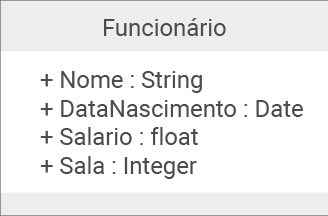 Funcionário
+ Nome : String
+ DataNascimento : Date
+ Salario : float
+ Sala : Integer